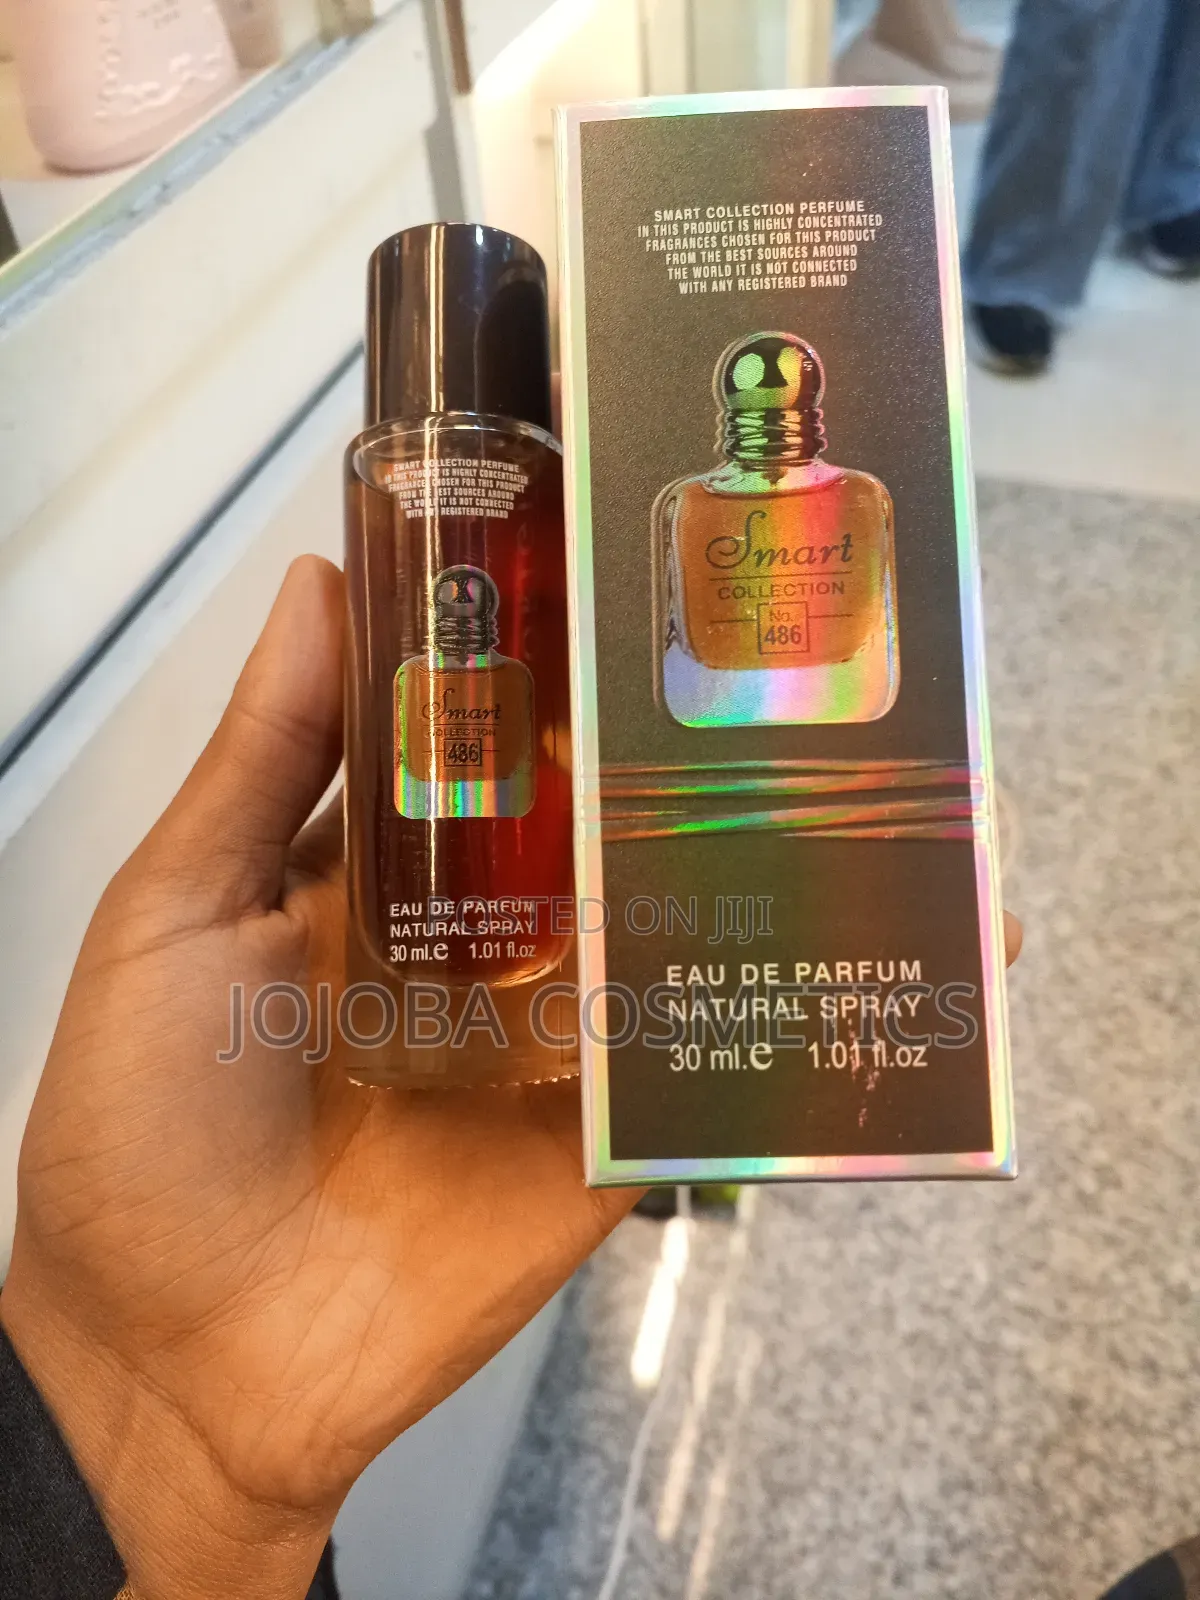 SMART COLLECTION PERFUME
IN THIS PRODUCT IS HIGHLY CONCENTRATED
FRAGRANCES CHOSEN FOR THIS PRODUCT
FROM THE BEST SOURCES AROUND
THE WORLD IT IS NOT CONNECTED
WITH ANY REGISTERED BRAND
Smart
COLLECTION
No.
486
EAU DE PARFUM
NATURAL SPRAY
30 ml.e 1.01 fl.oz
SMART COLLECTION PERFUME
IN THIS PRODUCT IS HIGHLY CONCENTRATED
FRAGRANCES CHOSEN FOR THIS PRODUCT
FROM THE BEST SOURCES AROUND
THE WORLD IT IS NOT CONNECTED
WITH ANY REGISTERED BRAND
Smart
COLLECTION
486
EAU DE PARFUM
NATURAL SPRAY
30 ml.e 1.01 fl.oz
POSTED ON JIJI
JOJOBA COSMETICS